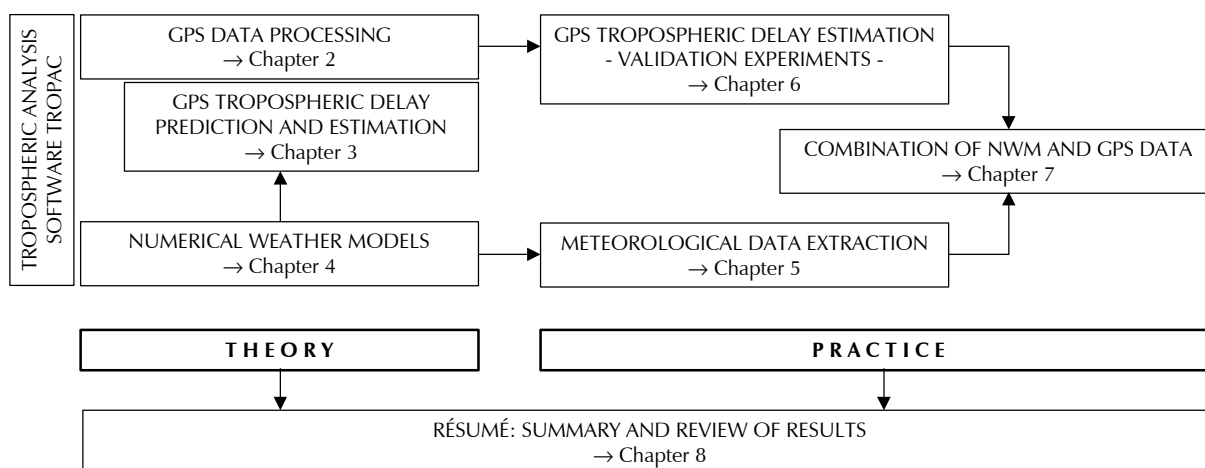 TROPOSPHERIC ANALYSIS
SOFTWARE TROPAC
GPS DATA PROCESSING
→ Chapter 2
GPS TROPOSPHERIC DELAY
PREDICTION AND ESTIMATION
→ Chapter 3
NUMERICAL WEATHER MODELS
→ Chapter 4
GPS TROPOSPHERIC DELAY ESTIMATION
- VALIDATION EXPERIMENTS -
→ Chapter 6
COMBINATION OF NWM AND GPS DATA
→ Chapter 7
METEOROLOGICAL DATA EXTRACTION
→ Chapter 5
THEORY
PRACTICE
RÉSUMÉ: SUMMARY AND REVIEW OF RESULTS
→ Chapter 8